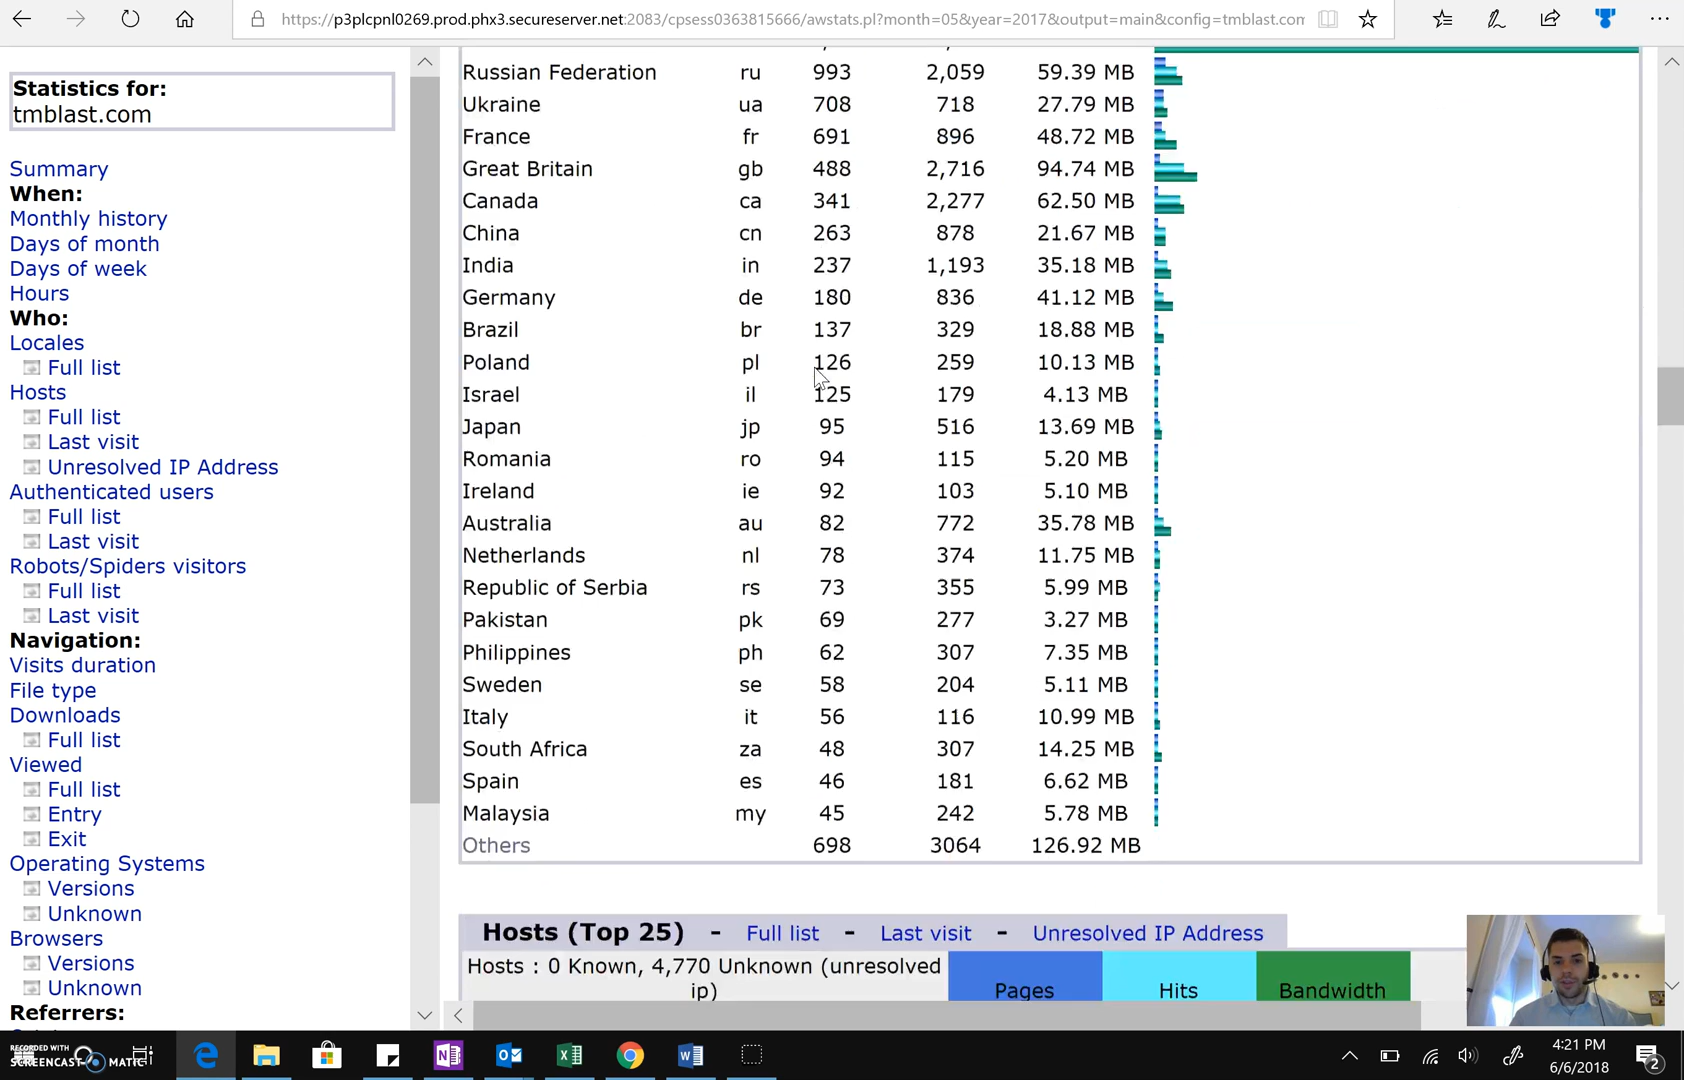 https://p3plcpnl0269.prod.phx3.secureserver.net:2083/cpsess0363815666/awstats.pl?month=05&year=2017&output=main&config=tmblast.com
Statistics for:
tmblast.com
Summary
When:
Monthly history
Days of month
Days of week
Hours
Who:
Locales
Full list
Hosts
Full list
Last visit
Unresolved IP Address
Authenticated users
Full list
Last visit
Robots/Spiders visitors
Full list
Last visit
Navigation:
Visits duration
File type
Downloads
Full list
Viewed
Full list
Entry
Exit
Operating Systems
Versions
Unknown
Browsers
Versions
Unknown
Referrers:
Russian Federation ru 993 2,059 59.39 MB
Ukraine ua 708 718 27.79 MB
France fr 691 896 48.72 MB
Great Britain gb 488 2,716 94.74 MB
Canada ca 341 2,277 62.50 MB
China cn 263 878 21.67 MB
India in 237 1,193 35.18 MB
Germany de 180 836 41.12 MB
Brazil br 137 329 18.88 MB
Poland pl 126 259 10.13 MB
Israel il 125 179 4.13 MB
Japan jp 95 516 13.69 MB
Romania ro 94 115 5.20 MB
Ireland ie 92 103 5.10 MB
Australia au 82 772 35.78 MB
Netherlands nl 78 374 11.75 MB
Republic of Serbia rs 73 355 5.99 MB
Pakistan pk 69 277 3.27 MB
Philippines ph 62 307 7.35 MB
Sweden se 58 204 5.11 MB
Italy it 56 116 10.99 MB
South Africa za 48 307 14.25 MB
Spain es 46 181 6.62 MB
Malaysia my 45 242 5.78 MB
Others 698 3064 126.92 MB
Hosts (Top 25) - Full list - Last visit - Unresolved IP Address
Hosts : 0 Known, 4,770 Unknown (unresolved
ip)
Pages Hits Bandwidth
RECORDED WITH
SCREENCAST MATIC
4:21 PM
6/6/2018
2